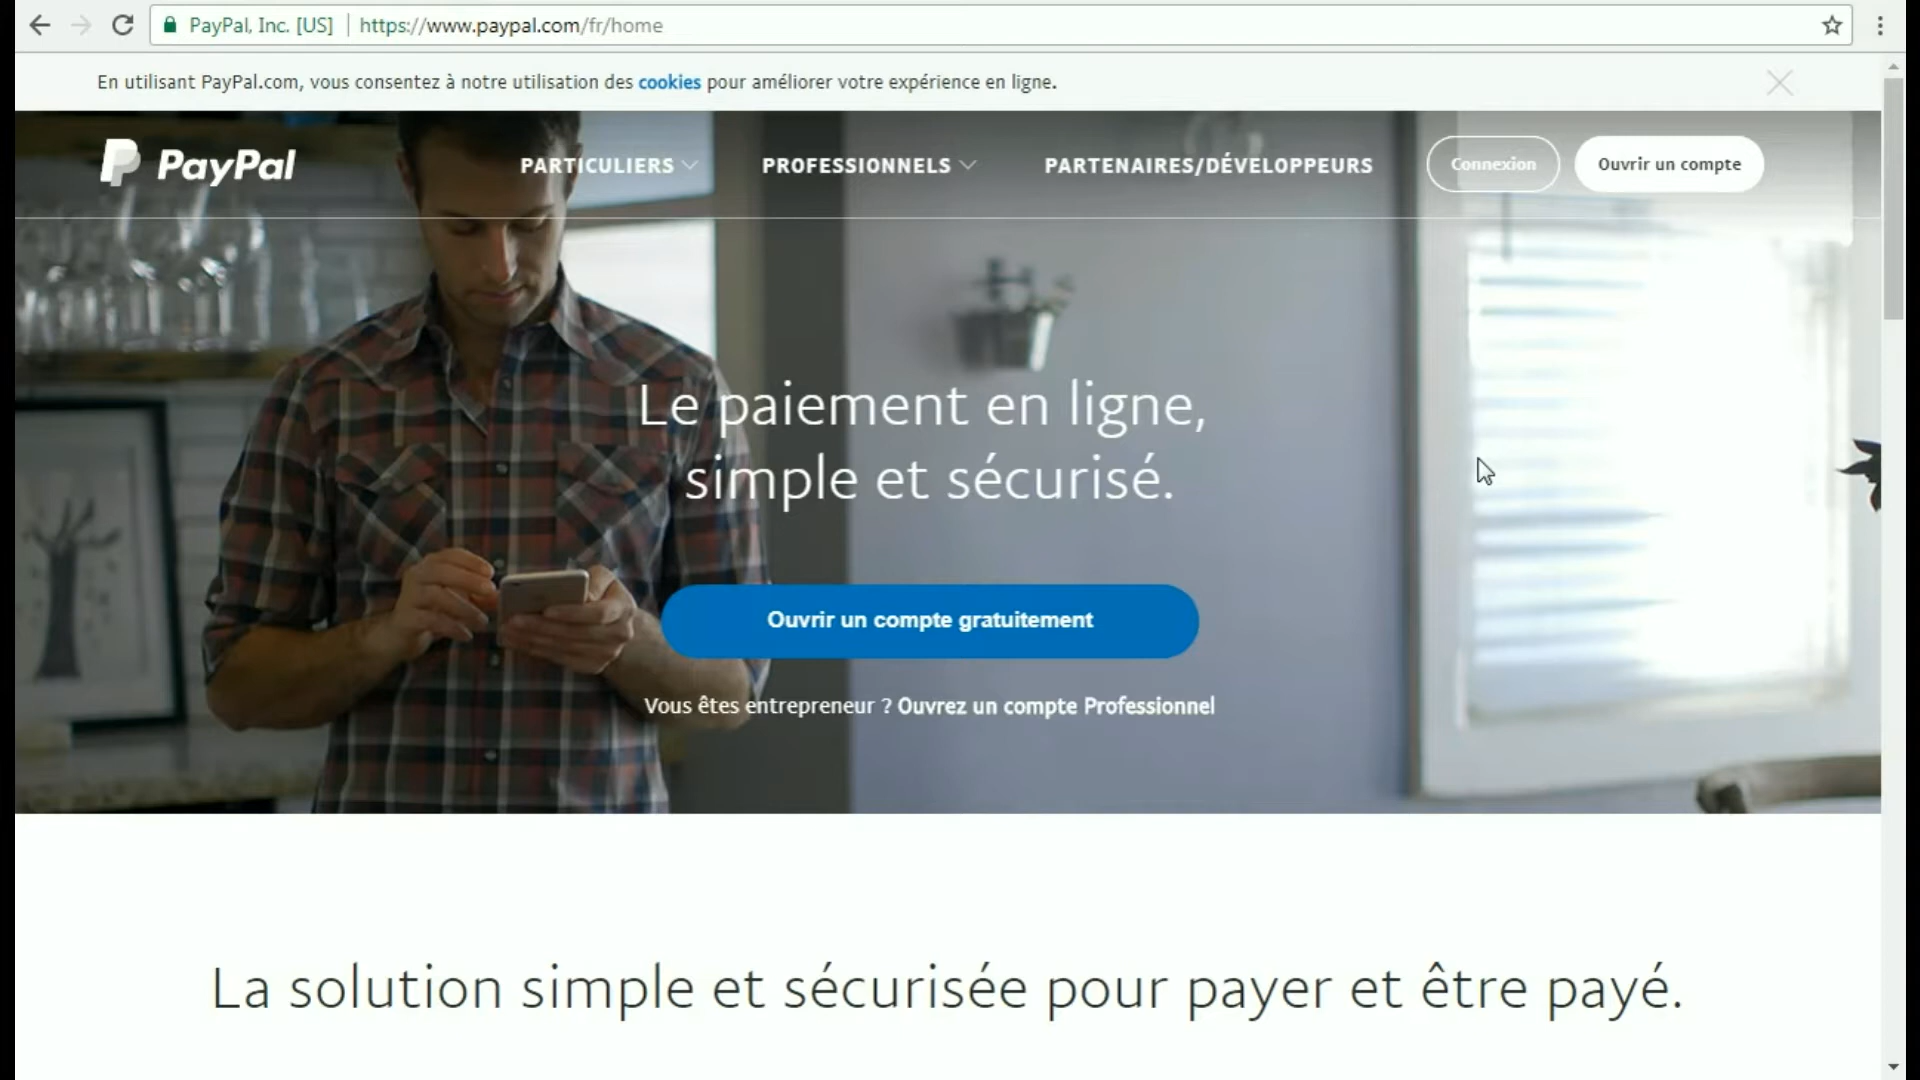 PayPal, Inc. [US] https://www.paypal.com/fr/home
En utilisant PayPal.com, vous consentez à notre utilisation des cookies pour améliorer votre expérience en ligne.
PayPal PARTICULIERS PROFESSIONNELS PARTENAIRES/DÉVELOPPEURS Connexion Ouvrir un compte
Le paiement en ligne,
simple et sécurisé.
Ouvrir un compte gratuitement
Vous êtes entrepreneur ? Ouvrez un compte Professionnel
La solution simple et sécurisée pour payer et être payé.